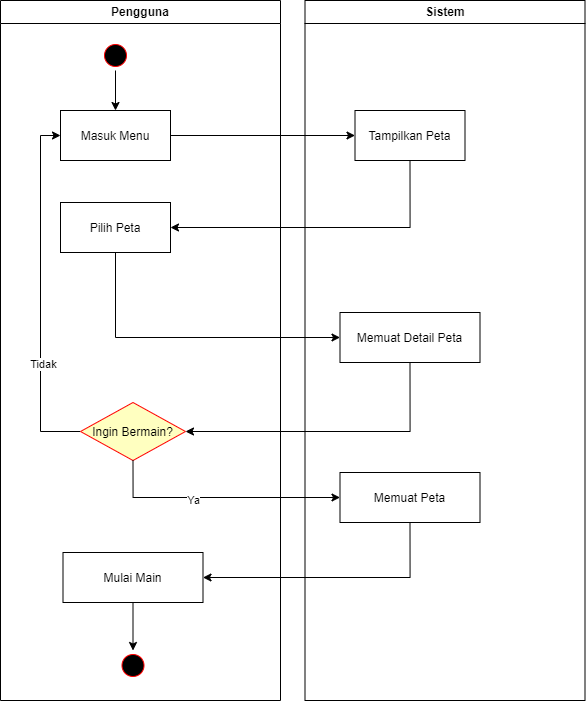 Pengguna
Sistem
Masuk Menu
Tampilkan Peta
Pilih Peta
Memuat Detail Peta
Tidak
Ingin Bermain?
Ya
Memuat Peta
Mulai Main